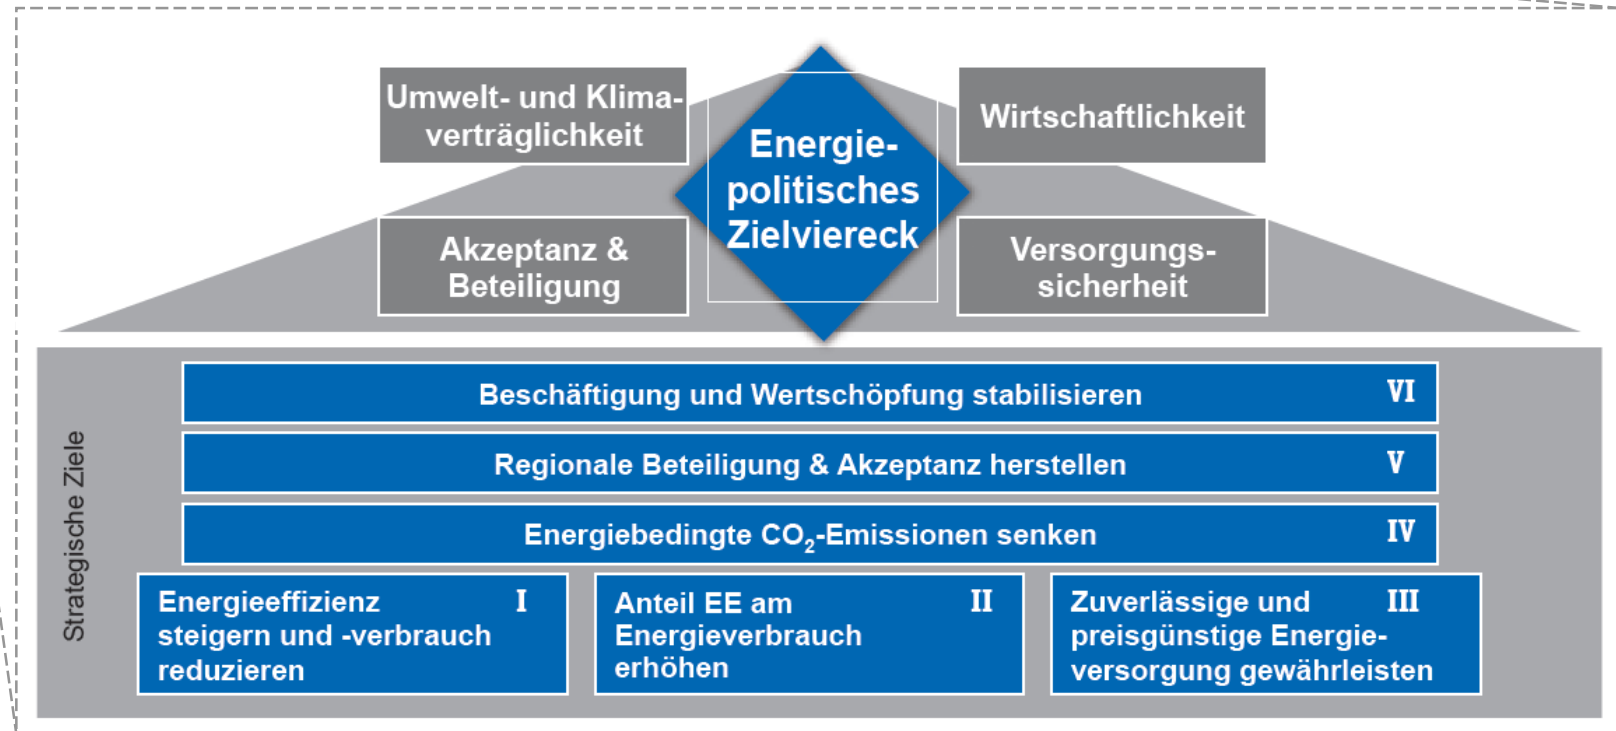 Umwelt- und Klima-
verträglichkeit
Wirtschaftlichkeit
Energie-
politisches
Zielviereck
Akzeptanz &
Beteiligung
Versorgungs-
sicherheit
Strategische Ziele
Beschäftigung und Wertschöpfung stabilisieren VI
Regionale Beteiligung & Akzeptanz herstellen V
Energiebedingte CO₂-Emissionen senken IV
Energieeffizienz I
steigern und -verbrauch
reduzieren
Anteil EE am II
Energieverbrauch
erhöhen
Zuverlässige und III
preisgünstige Energie-
versorgung gewährleisten